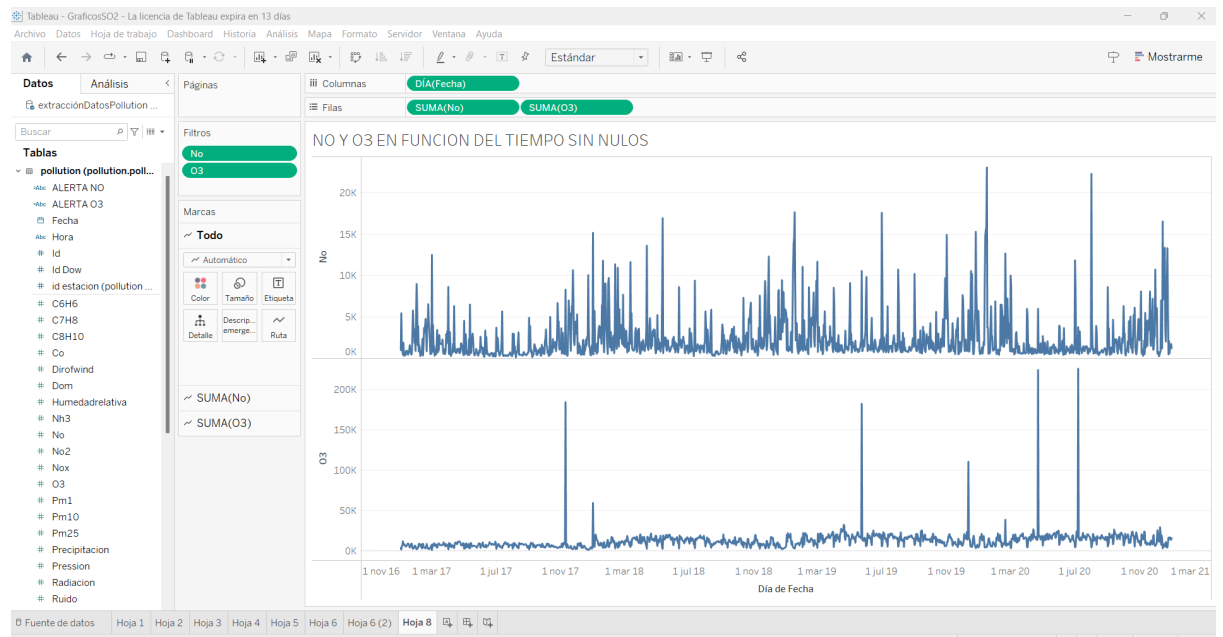 Tableau - GraficosSO2 - La licencia de Tableau expira en 13 días
Archivo Datos Hoja de trabajo Dashboard Historia Análisis Mapa Formato Servidor Ventana Ayuda
Estándar
Mostrarme
Datos Análisis
extracciónDatosPollution ...
Buscar
Tablas
pollution (pollution.poll...
Abc ALERTA NO
Abc ALERTA O3
Fecha
Abc Hora
# Id
# Id Dow
# id estacion (pollution ...
# C6H6
# C7H8
# C8H10
# Co
# Dirofwind
# Dom
# Humedadrelativa
# Nh3
# No
# No2
# Nox
# O3
# Pm1
# Pm10
# Pm25
# Precipitacion
# Pression
# Radiacion
# Ruido
Páginas
Filtros
No
O3
Marcas
Todo
Automático
Color Tamaño Etiqueta
Detalle Descrip... emerge... Ruta
SUMA(No)
SUMA(O3)
Columnas DÍA(Fecha)
Filas SUMA(No) SUMA(O3)
NO Y O3 EN FUNCION DEL TIEMPO SIN NULOS
No
20K
15K
10K
5K
0K
O3
200K
150K
100K
50K
0K
1 nov 16 1 mar 17 1 jul 17 1 nov 17 1 mar 18 1 jul 18 1 nov 18 1 mar 19 1 jul 19 1 nov 19 1 mar 20 1 jul 20 1 nov 20 1 mar 21
Día de Fecha
Fuente de datos Hoja 1 Hoja 2 Hoja 3 Hoja 4 Hoja 5 Hoja 6 Hoja 6 (2) Hoja 8